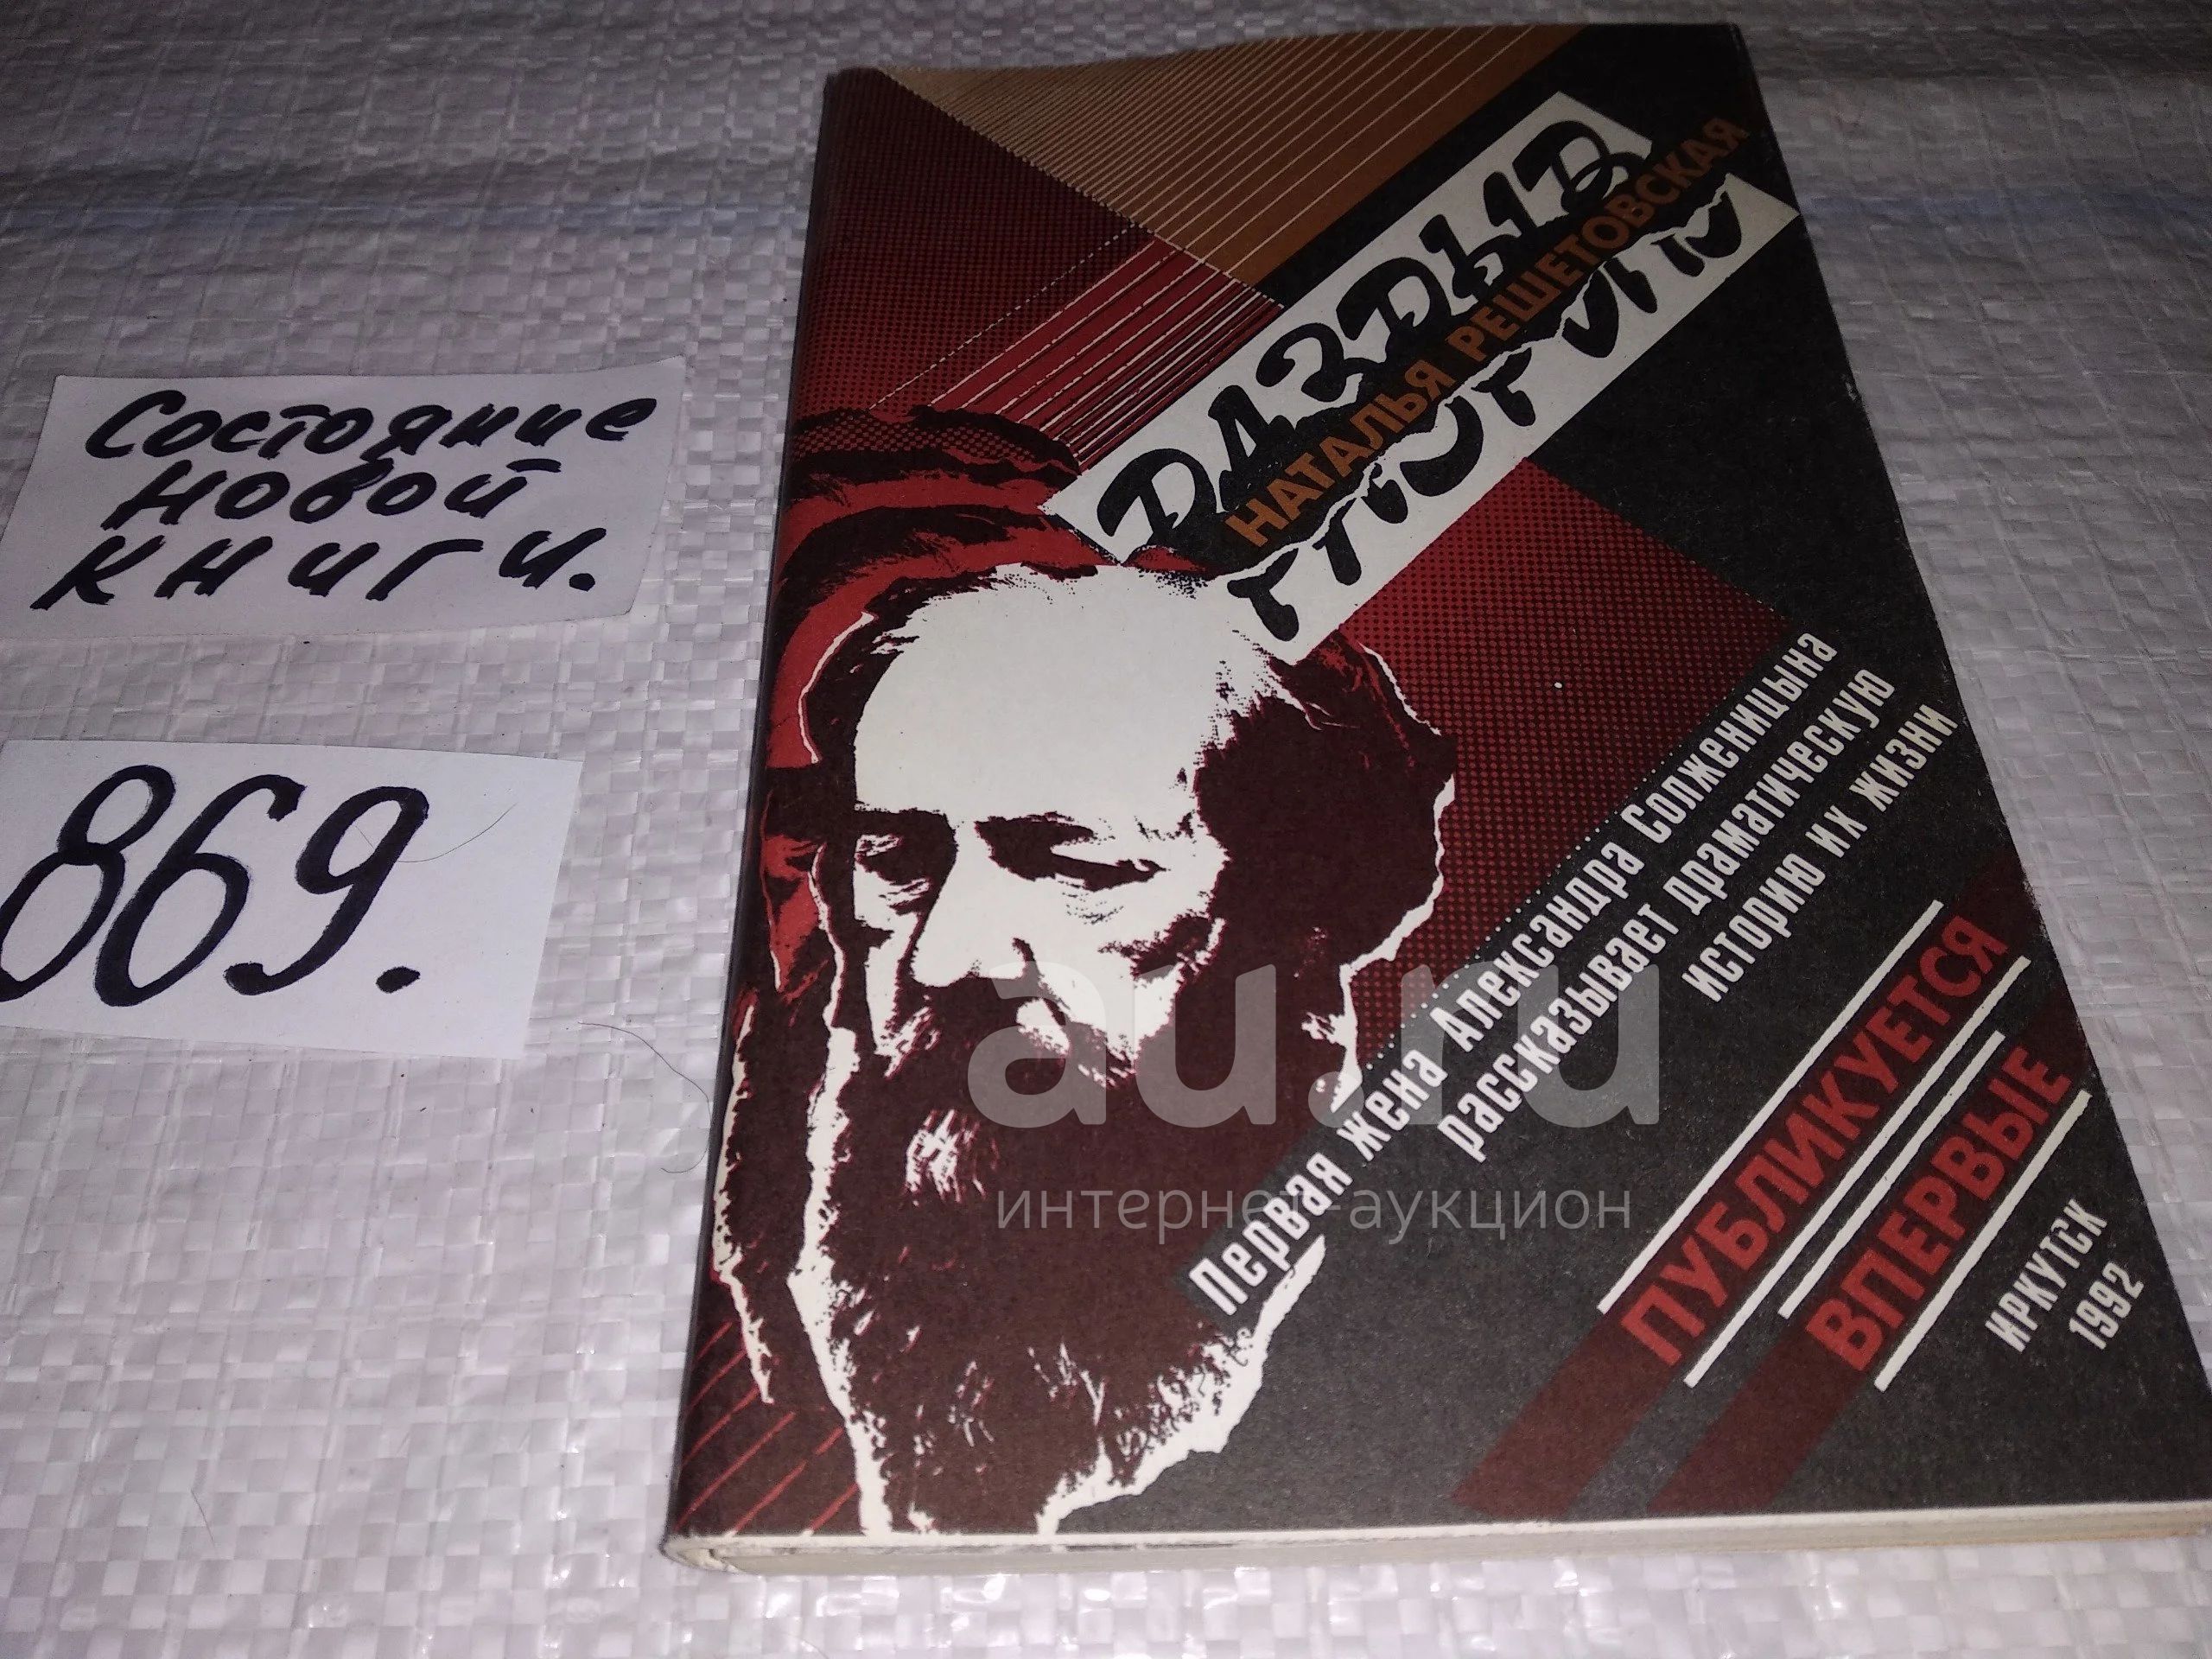 Состояние
новой
книги.
869.
РАЗРЫВ
НАТАЛЬЯ РЕШЕТОВСКАЯ
Первая жена Александра Солженицына
рассказывает драматическую
историю их жизни
ПУБЛИКУЕТСЯ
ВПЕРВЫЕ
ИРКУТСК
1992
au.ru
интернет-аукцион